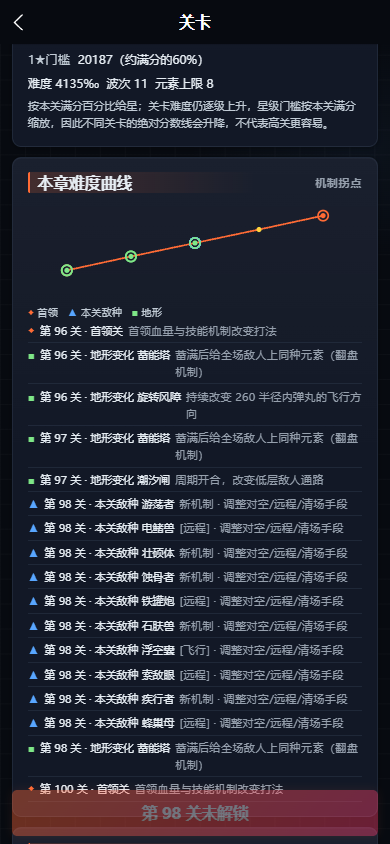 关卡
1★门槛 20187（约满分的60%）
难度 4135‰ 波次 11 元素上限 8
按本关满分百分比给星；关卡难度仍逐级上升，星级门槛按本关满分
缩放，因此不同关卡的绝对分数线会升降，不代表高关更容易。
本章难度曲线
机制拐点
首领 本关敌种 地形
第 96 关 · 首领关 首领血量与技能机制改变打法
第 96 关 · 地形变化 蓄能塔 蓄满后给全场敌人上同种元素（翻盘
机制）
第 96 关 · 地形变化 旋转风障 持续改变 260 半径内弹丸的飞行方
向
第 97 关 · 地形变化 蓄能塔 蓄满后给全场敌人上同种元素（翻盘
机制）
第 97 关 · 地形变化 潮汐闸 周期开合，改变低层敌人通路
第 98 关 · 本关敌种 游荡者 新机制 · 调整对空/远程/清场手段
第 98 关 · 本关敌种 电鳍兽 [远程] · 调整对空/远程/清场手段
第 98 关 · 本关敌种 壮硕体 新机制 · 调整对空/远程/清场手段
第 98 关 · 本关敌种 蚀骨者 新机制 · 调整对空/远程/清场手段
第 98 关 · 本关敌种 铁镭炮 [远程] · 调整对空/远程/清场手段
第 98 关 · 本关敌种 石肤兽 新机制 · 调整对空/远程/清场手段
第 98 关 · 本关敌种 浮空 [飞行] · 调整对空/远程/清场手段
第 98 关 · 本关敌种 索敌眼 [远程] · 调整对空/远程/清场手段
第 98 关 · 本关敌种 疾行者 新机制 · 调整对空/远程/清场手段
第 98 关 · 本关敌种 蜂巢母 [远程] · 调整对空/远程/清场手段
第 98 关 · 地形变化 蓄能塔 蓄满后给全场敌人上同种元素（翻盘
机制）
第 100 关 · 首领关 首领血量与技能机制改变打法
第 98 关未解锁